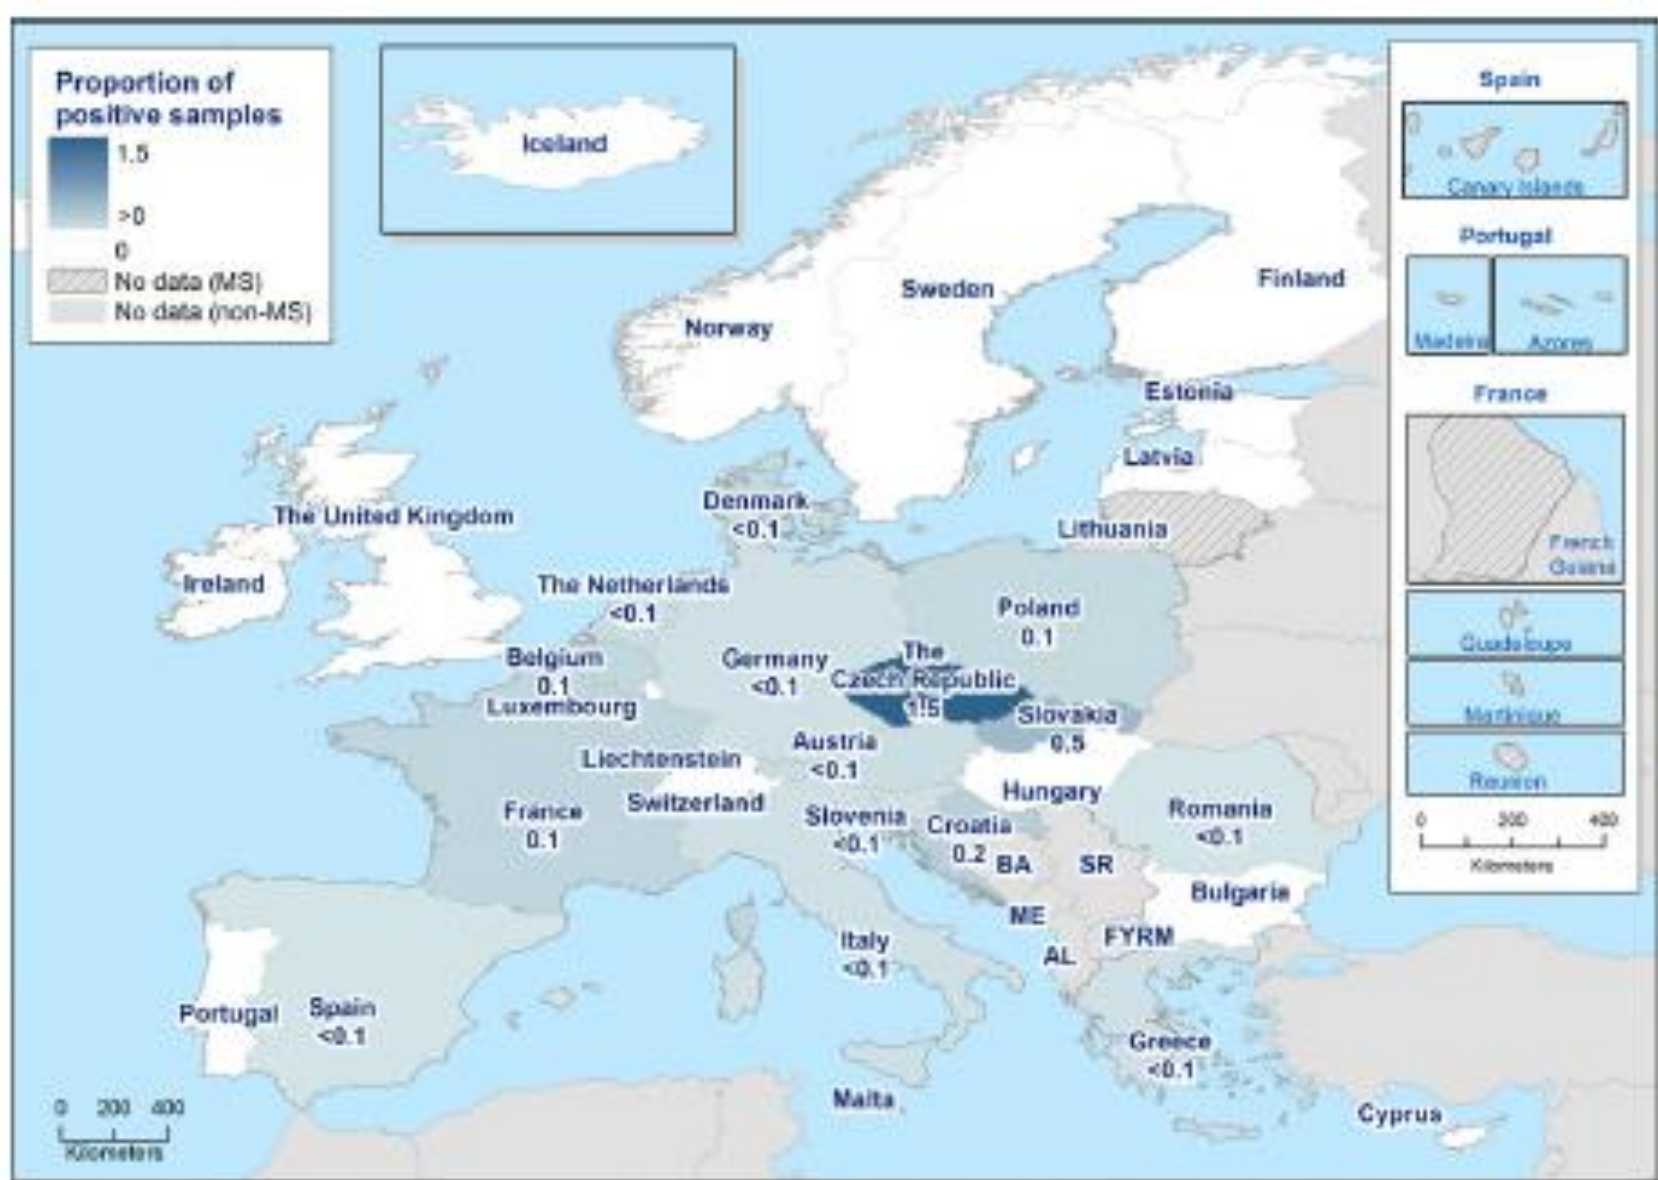 Proportion of
positive samples
1.5
>0
0
No data (MS)
No data (non-MS)
Iceland
Norway
Sweden
Finland
Estonia
Latvia
Lithuania
Denmark
<0.1
The United Kingdom
Ireland
The Netherlands
<0.1
Belgium
0.1
Luxembourg
Germany
<0.1
Poland
0.1
The
Czech Republic
1.5
Slovakia
0.5
Austria
<0.1
Liechtenstein
Switzerland
Hungary
France
0.1
Slovenia
<0.1
Croatia
0.2
BA
SR
Romania
<0.1
Bulgaria
ME
FYRM
AL
Italy
<0.1
Portugal
Spain
<0.1
Greece
<0.1
Malta
Cyprus
0 200 400
Kilometers
Spain
Canary Islands
Portugal
Madeira
Azores
France
French
Guiana
Guadeloupe
Martinique
Reunion
0 200 400
Kilometers